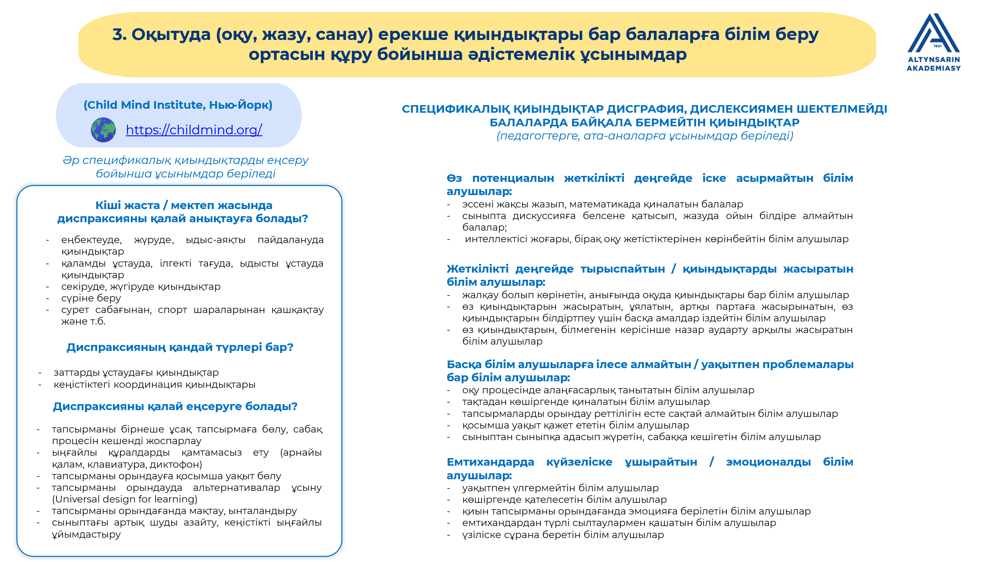 3. Оқытуда (оқу, жазу, санау) ерекше қиындықтары бар балаларға білім беру
ортасын құру бойынша әдістемелік ұсынымдар
1921
ALTYNSARIN
AKADEMIASY
(Child Mind Institute, Нью-Йорк)
https://childmind.org/
Әр спецификалық қиындықтарды еңсеру
бойынша ұсынымдар беріледі
Кіші жаста / мектеп жасында
диспраксияны қалай анықтауға болады?
- еңбектеуде, жүруде, ыдыс-аяқты пайдалануда
қиындықтар
- қаламды ұстауда, ілгекті тағуда, ыдысты ұстауда
қиындықтар
- секіруде, жүгіруде қиындықтар
- сүріне беру
- сурет сабағынан, спорт шараларынан қашқақтау
және т.б.
Диспраксияның қандай түрлері бар?
- заттарды ұстаудағы қиындықтар
- кеңістіктегі координация қиындықтары
Диспраксияны қалай еңсеруге болады?
- тапсырманы бірнеше ұсақ тапсырмаға бөлу, сабақ
процесін кешенді жоспарлау
- ыңғайлы құралдарды қамтамасыз ету (арнайы
қалам, клавиатура, диктофон)
- тапсырманы орындауға қосымша уақыт бөлу
- тапсырманы орындауда альтернативалар ұсыну
(Universal design for learning)
- тапсырманы орындағанда мақтау, ынталандыру
- сыныптағы артық шуды азайту, кеңістікті ыңғайлы
ұйымдастыру
СПЕЦИФИКАЛЫҚ ҚИЫНДЫҚТАР ДИСГРАФИЯ, ДИСЛЕКСИЯМЕН ШЕКТЕЛМЕЙДІ
БАЛАЛАРДА БАЙҚАЛА БЕРМЕЙТІН ҚИЫНДЫҚТАР
(педагогтерге, ата-аналарға ұсынымдар беріледі)
Өз потенциалын жеткілікті деңгейде іске асырмайтын білім
алушылар:
- эссені жақсы жазып, математикада қиналатын балалар
- сыныпта дискуссияға белсене қатысып, жазуда ойын білдіре алмайтын
балалар;
- интеллектісі жоғары, бірақ оқу жетістіктерінен көрінбейтін білім алушылар
Жеткілікті деңгейде тырыспайтын / қиындықтарды жасыратын
білім алушылар:
- жалқау болып көрінетін, анығында оқуда қиындықтары бар білім алушылар
- өз қиындықтарын жасыратын, ұялатын, артқы партаға жасырынатын, өз
қиындықтарын білдіртпеу үшін басқа амалдар іздейтін білім алушылар
- өз қиындықтарын, білмегенін керісінше назар аударту арқылы жасыратын
білім алушылар
Басқа білім алушыларға ілесе алмайтын / уақытпен проблемалары
бар білім алушылар:
- оқу процесінде алаңғасарлық танытатын білім алушылар
- тақтадан көшіргенде қиналатын білім алушылар
- тапсырмаларды орындау реттілігін есте сақтай алмайтын білім алушылар
- қосымша уақыт қажет ететін білім алушылар
- сыныптан сыныпқа адасып жүретін, сабаққа кешігетін білім алушылар
Емтихандарда күйзеліске ұшырайтын / эмоционалды білім
алушылар:
- уақытпен үлгермейтін білім алушылар
- көшіргенде қателесетін білім алушылар
- қиын тапсырманы орындағанда эмоцияға берілетін білім алушылар
- емтихандардан түрлі сылтаулармен қашатын білім алушылар
- үзіліске сұрана беретін білім алушылар